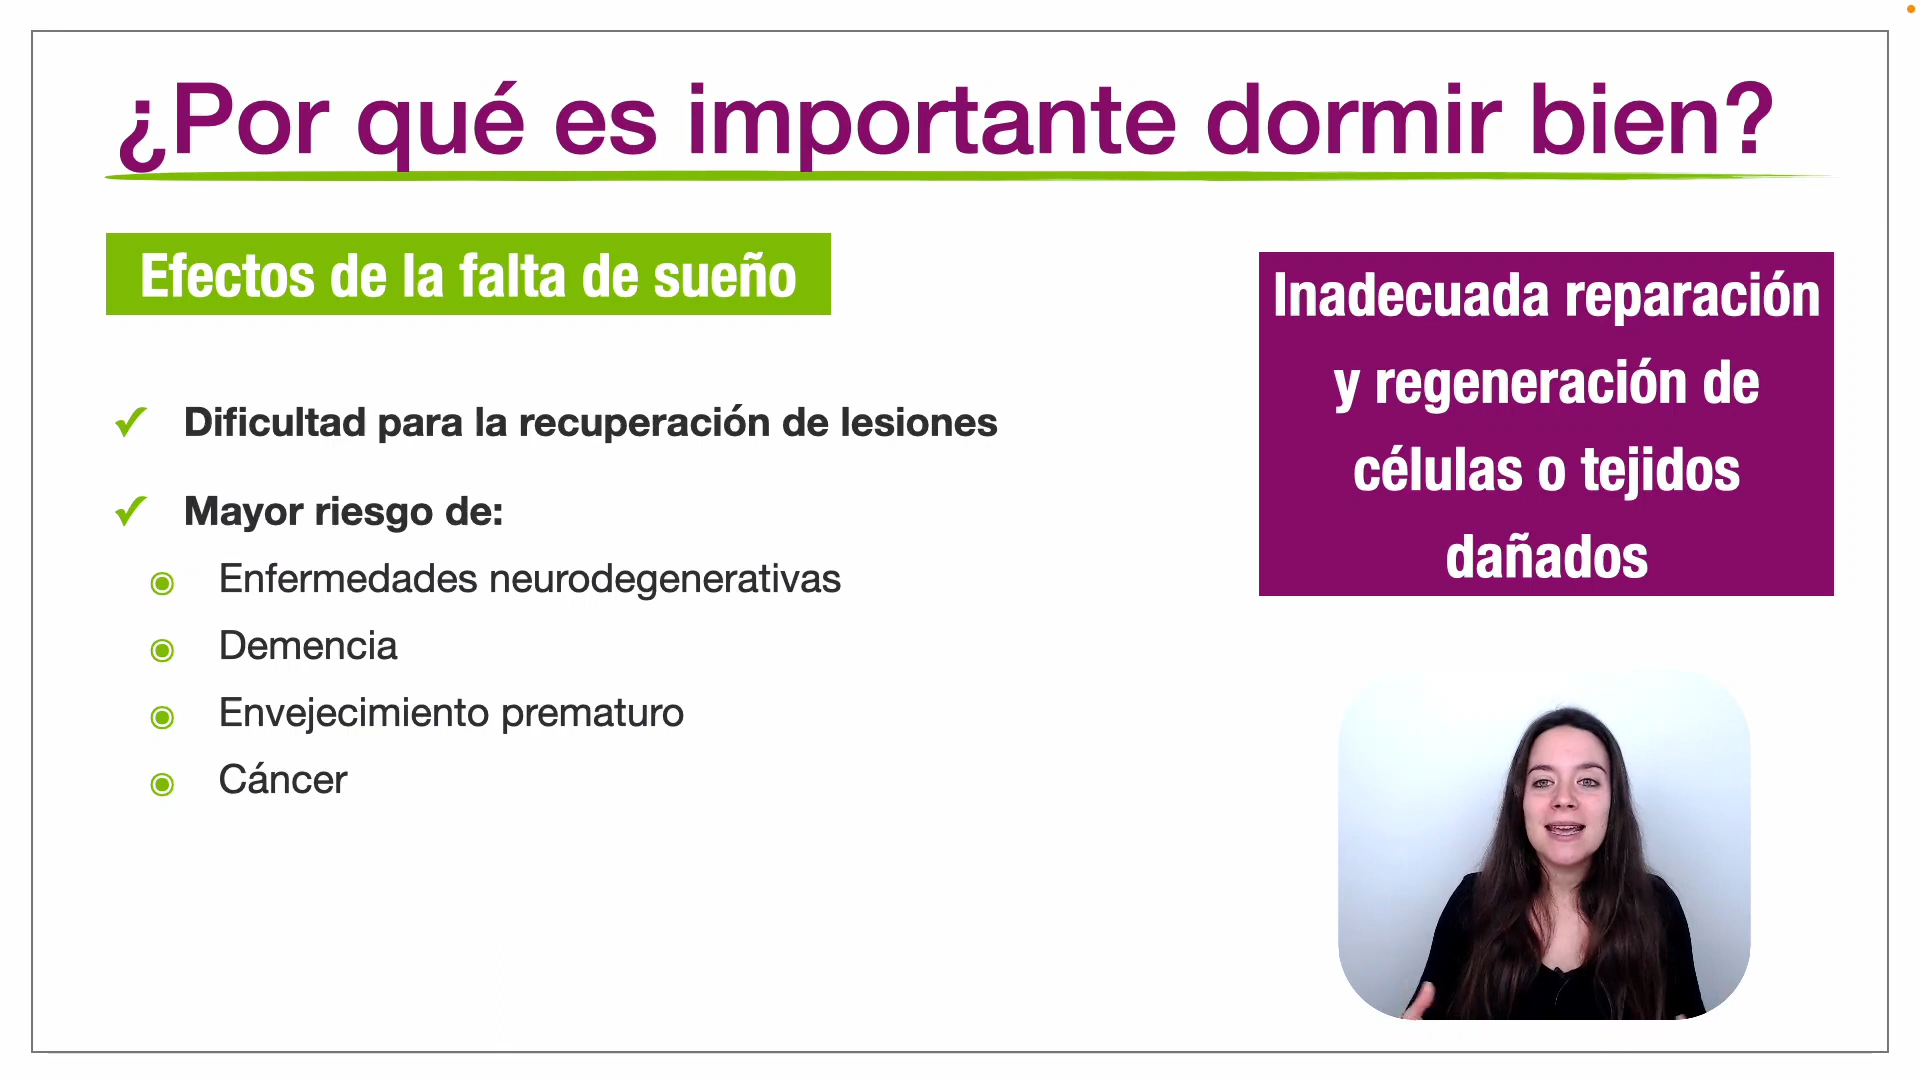 ¿Por qué es importante dormir bien?
Efectos de la falta de sueño
Dificultad para la recuperación de lesiones
Mayor riesgo de:
Enfermedades neurodegenerativas
Demencia
Envejecimiento prematuro
Cáncer
Inadecuada reparación
y regeneración de
células o tejidos
dañados